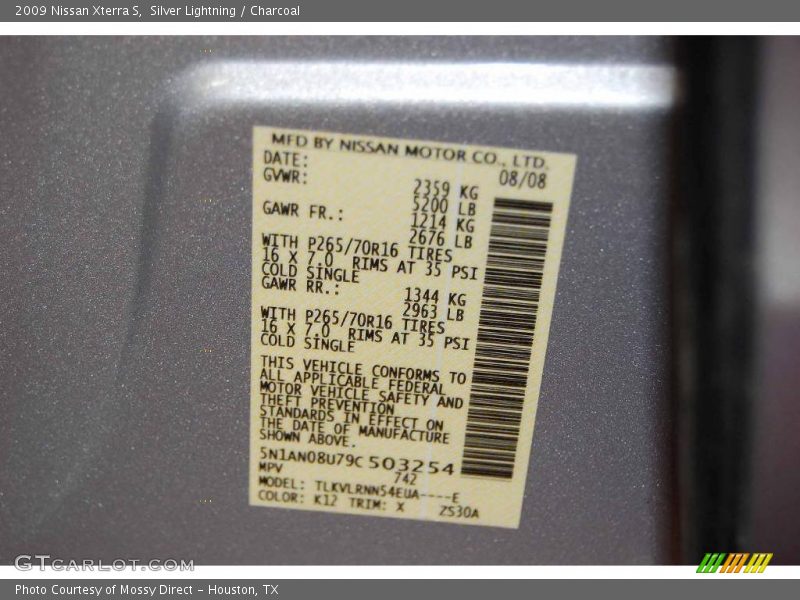 2009 Nissan Xterra S, Silver Lightning / Charcoal
MFD BY NISSAN MOTOR CO., LTD.
DATE: 08/08
GVWR: 2359 KG
5200 LB
GAWR FR.: 1214 KG
2676 LB
WITH P265/70R16 TIRES
16 X 7.0 RIMS AT 35 PSI
COLD SINGLE
GAWR RR.: 1344 KG
2963 LB
WITH P265/70R16 TIRES
16 X 7.0 RIMS AT 35 PSI
COLD SINGLE
THIS VEHICLE CONFORMS TO
ALL APPLICABLE FEDERAL
MOTOR VEHICLE SAFETY AND
THEFT PREVENTION
STANDARDS IN EFFECT ON
THE DATE OF MANUFACTURE
SHOWN ABOVE.
5N1AN08U79C503254
MPV 742
MODEL: TLKVLRNN54EUA----E
COLOR: K12 TRIM: X ZS30A
GTCARLOT.COM
Photo Courtesy of Mossy Direct - Houston, TX